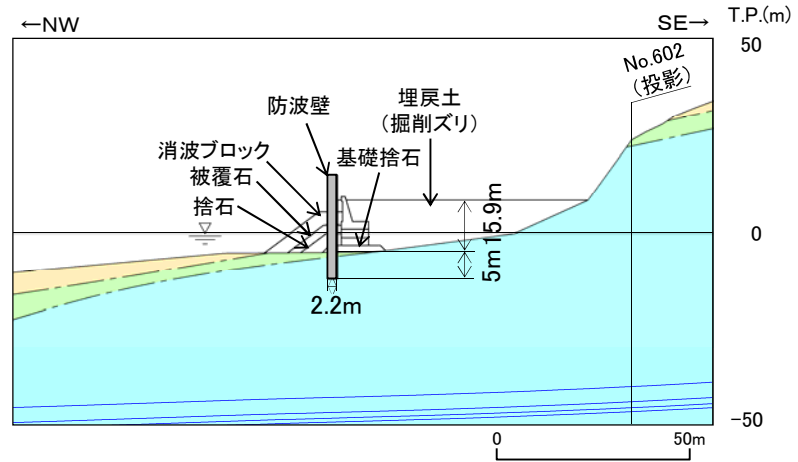 ←NW
SE→
T.P.(m)
50
No.602
(投影)
防波壁
埋戻土
(掘削ズリ)
消波ブロック
基礎捨石
被覆石
捨石
15.9m
0
5m
2.2m
-50
0
50m